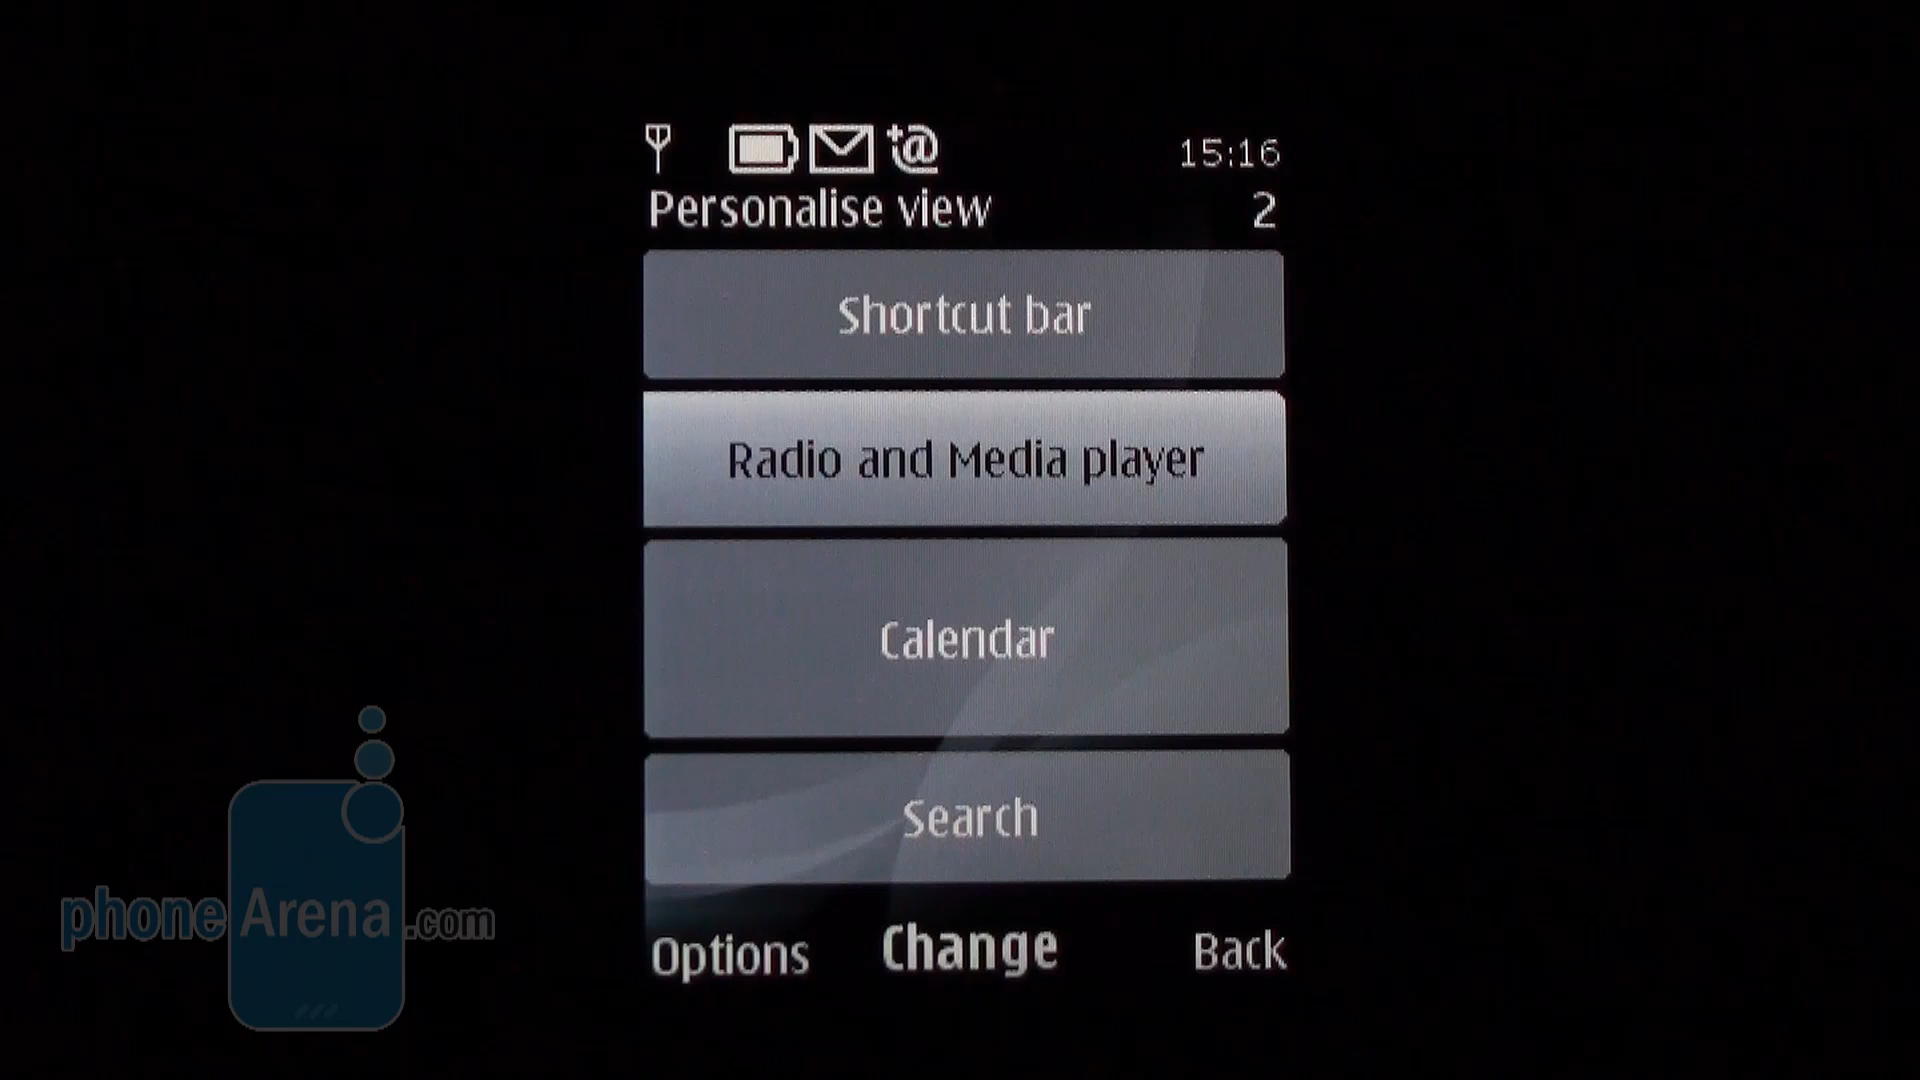 15:16
Personalise view 2
Shortcut bar
Radio and Media player
Calendar
Search
Options Change Back
phoneArena.com